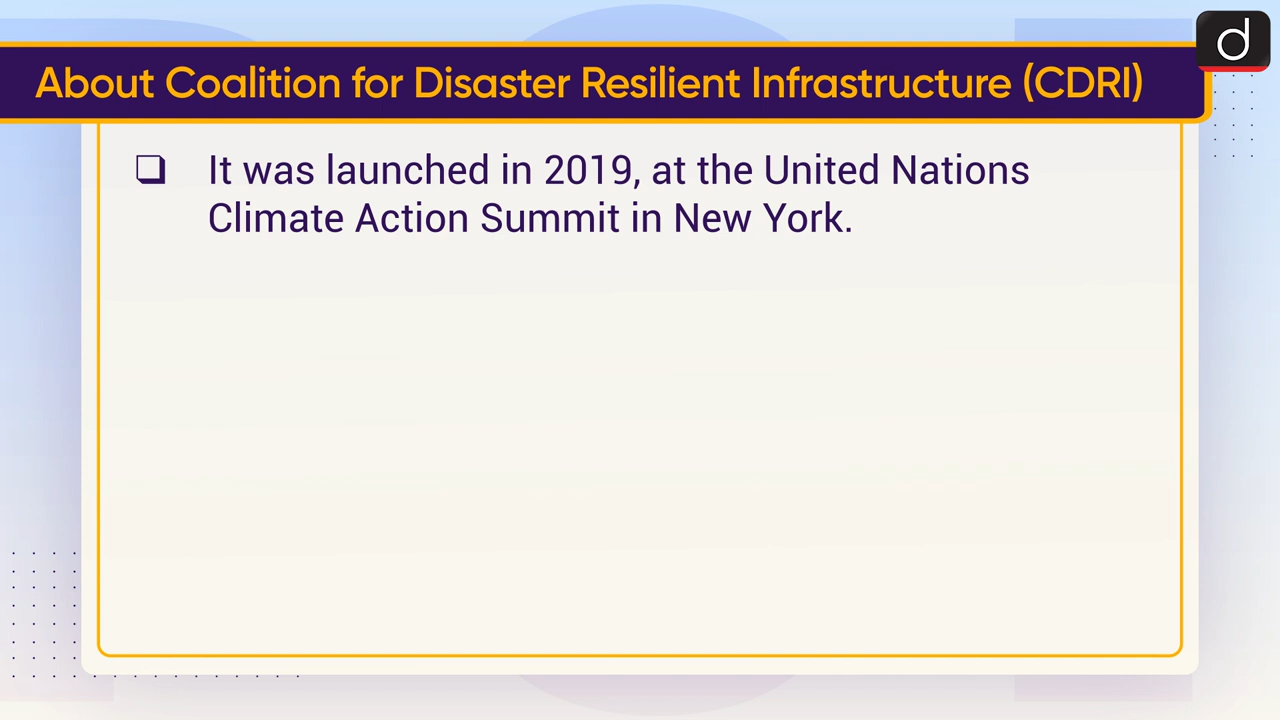 About Coalition for Disaster Resilient Infrastructure (CDRI)
d
❑ It was launched in 2019, at the United Nations
Climate Action Summit in New York.